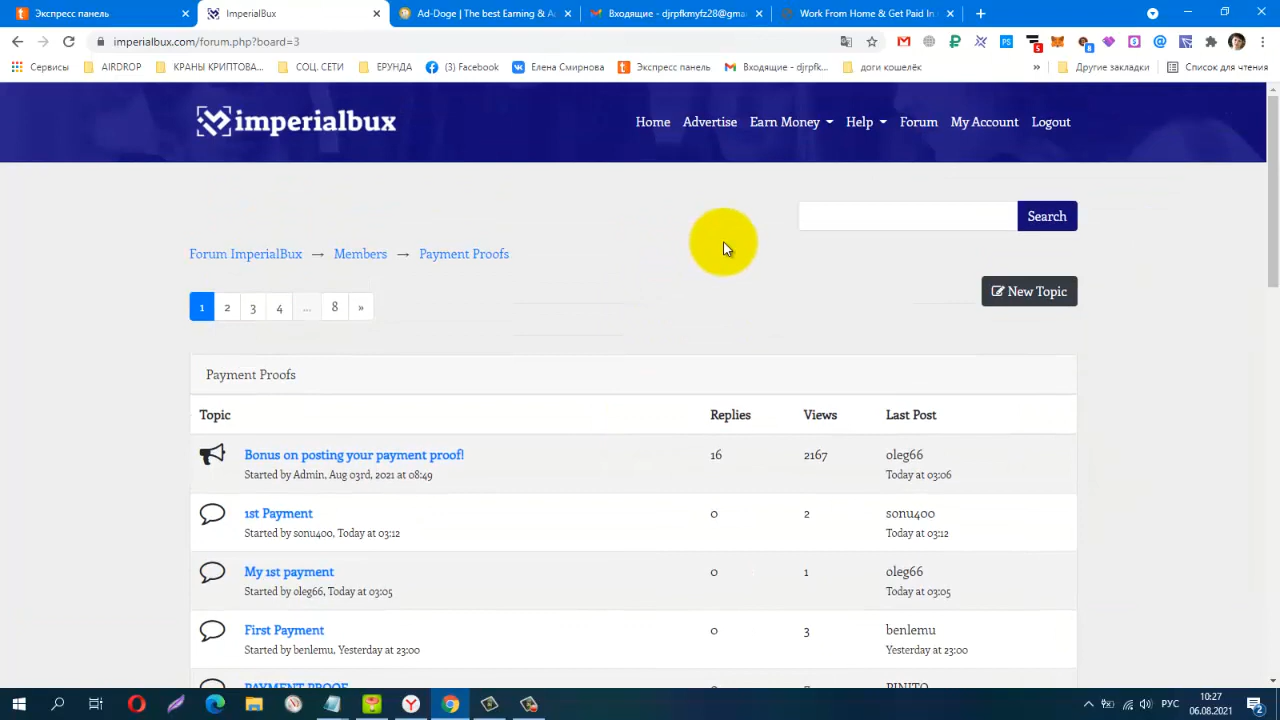 Экспресс панель
ImperialBux
Ad-Doge | The best Earning & A
Входящие - djrpfkmyfz28@gma
Work From Home & Get Paid In
imperialbux.com/forum.php?board=3
Сервисы
AIRDROP
КРАНЫ КРИПТОВА...
СОЦ. СЕТИ
ЕРУНДА
(3) Facebook
Елена Смирнова
Экспресс панель
Входящие - djrpfk...
доги кошелёк
»
Другие закладки
Список для чтения
imperialbux
Home Advertise Earn Money Help Forum My Account Logout
Search
Forum ImperialBux → Members → Payment Proofs
New Topic
1 2 3 4 ... 8 »
Payment Proofs
Topic Replies Views Last Post
Bonus on posting your payment proof! 16 2167 oleg66
Started by Admin, Aug 03rd, 2021 at 08:49 Today at 03:06
1st Payment 0 2 sonu400
Started by sonu400, Today at 03:12 Today at 03:12
My 1st payment 0 1 oleg66
Started by oleg66, Today at 03:05 Today at 03:05
First Payment 0 3 benlemu
Started by benlemu, Yesterday at 23:00 Yesterday at 23:00
PAYMENT PROOF PINITO
РУС
10:27
06.08.2021
2